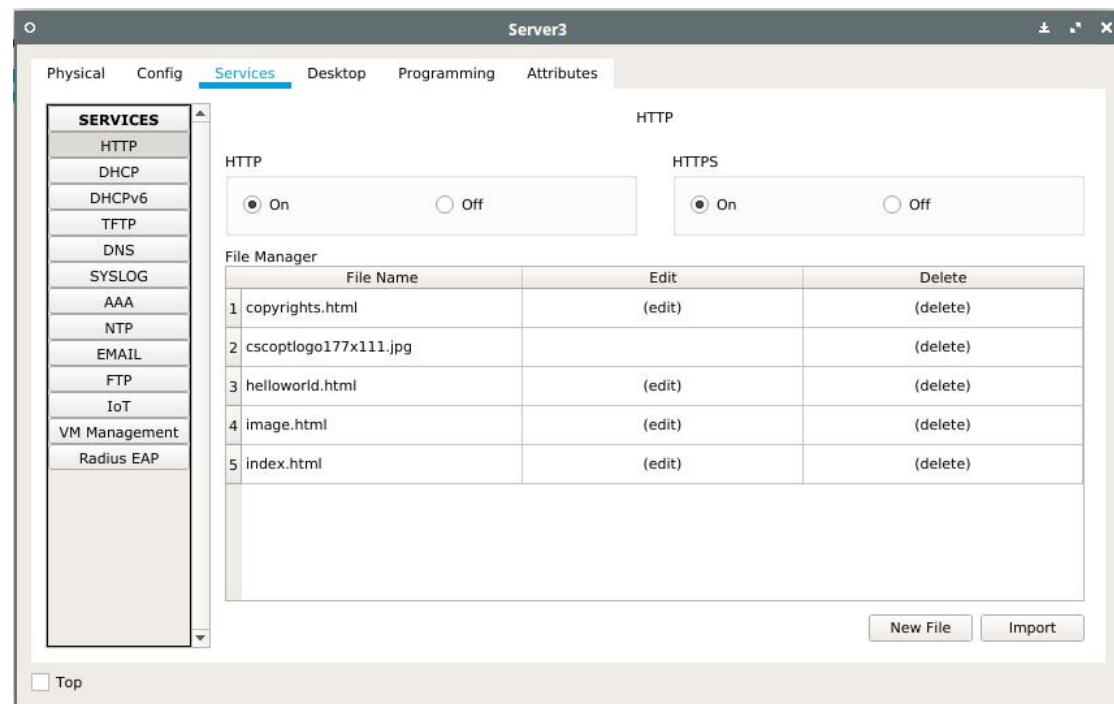 Server3
Physical Config Services Desktop Programming Attributes
SERVICES
HTTP
DHCP
DHCPv6
TFTP
DNS
SYSLOG
AAA
NTP
EMAIL
FTP
IoT
VM Management
Radius EAP
HTTP
HTTP HTTPS
On Off On Off
File Manager
File Name Edit Delete
1 copyrights.html (edit) (delete)
2 cscoptlogo177x111.jpg (delete)
3 helloworld.html (edit) (delete)
4 image.html (edit) (delete)
5 index.html (edit) (delete)
New File Import
Top